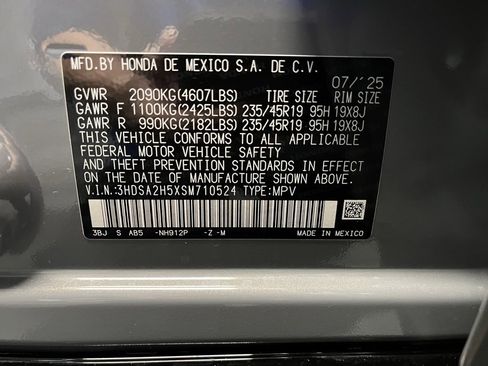 MFD.BY HONDA DE MEXICO S.A. DE C.V.
07/´25
GVWR 2090KG(4607LBS) TIRE SIZE RIM SIZE
GAWR F 1100KG(2425LBS) 235/45R19 95H 19X8J
GAWR R 990KG(2182LBS) 235/45R19 95H 19X8J
THIS VEHICLE CONFORMS TO ALL APPLICABLE
FEDERAL MOTOR VEHICLE SAFETY
AND THEFT PREVENTION STANDARDS IN EFFECT
ON THE DATE OF MANUFACTURE SHOWN ABOVE.
V.I.N:3HDSA2H5XSM710524 TYPE:MPV
3BJ S AB5 -NH912P -Z -M MADE IN MEXICO